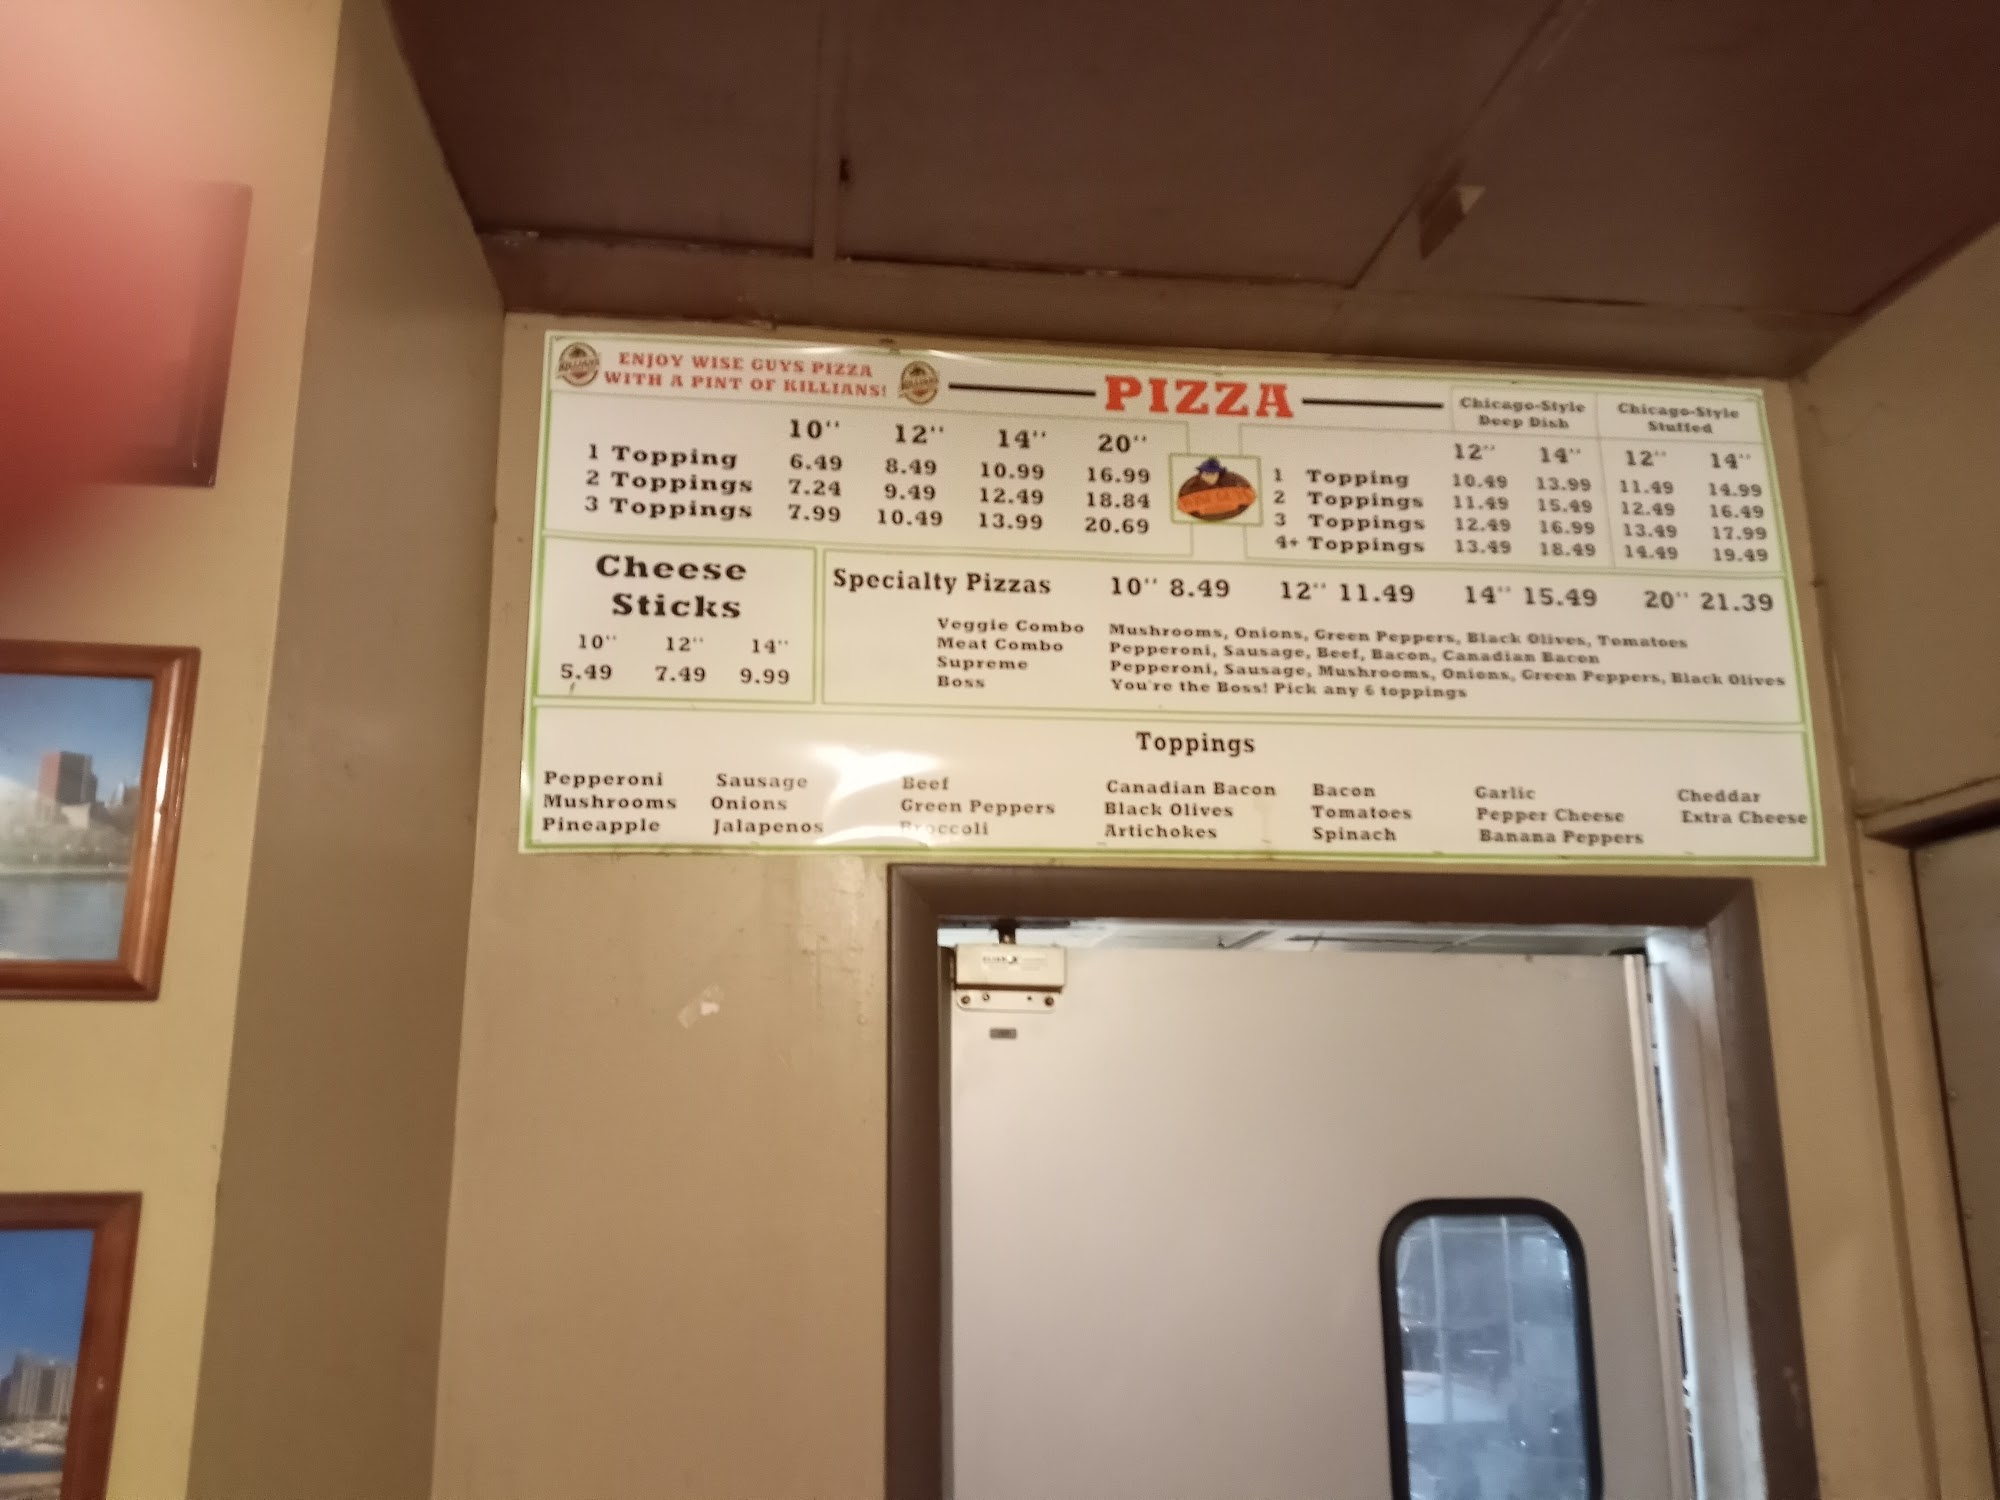 ENJOY WISE GUYS PIZZA
WITH A PINT OF KILLIANS!
PIZZA
10" 12" 14" 20"
1 Topping 6.49 8.49 10.99 16.99
2 Toppings 7.24 9.49 12.49 18.84
3 Toppings 7.99 10.49 13.99 20.69
Chicago-Style
Deep Dish
Chicago-Style
Stuffed
12" 14" 12" 14"
1 Topping 10.49 13.99 11.49 14.99
2 Toppings 11.49 15.49 12.49 16.49
3 Toppings 12.49 16.99 13.49 17.99
4+ Toppings 13.49 18.49 14.49 19.49
Cheese
Sticks
10" 12" 14"
5.49 7.49 9.99
Specialty Pizzas 10" 8.49 12" 11.49 14" 15.49 20" 21.39
Veggie Combo Mushrooms, Onions, Green Peppers, Black Olives, Tomatoes
Meat Combo Pepperoni, Sausage, Beef, Bacon, Canadian Bacon
Supreme Pepperoni, Sausage, Mushrooms, Onions, Green Peppers, Black Olives
Boss You're the Boss! Pick any 6 toppings
Toppings
Pepperoni Sausage Beef Canadian Bacon Bacon Garlic Cheddar
Mushrooms Onions Green Peppers Black Olives Tomatoes Pepper Cheese Extra Cheese
Pineapple Jalapenos Broccoli Artichokes Spinach Banana Peppers